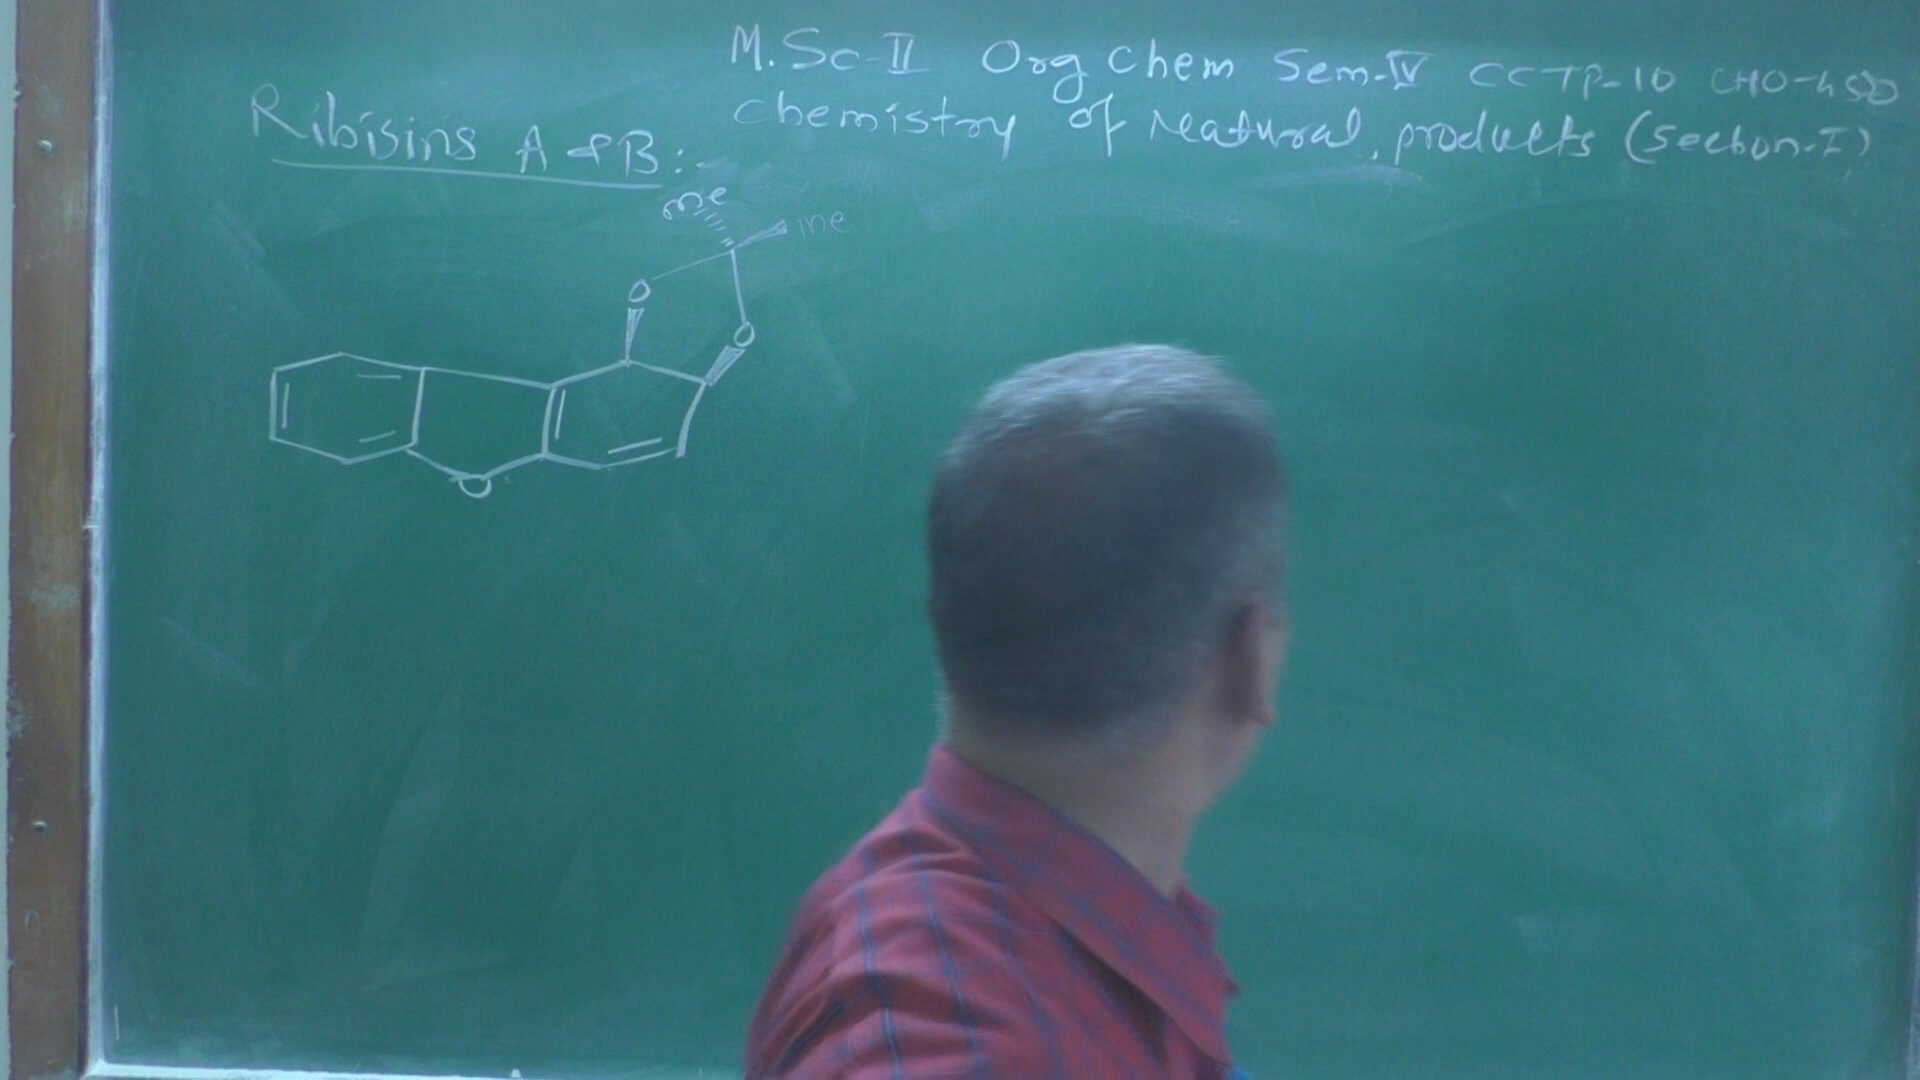 M.Sc-II Org Chem Sem-IV CCTP-10 CHO-450
Chemistry of Natural products (Section-I)
Ribisins A & B:-
me
me
O
O
O